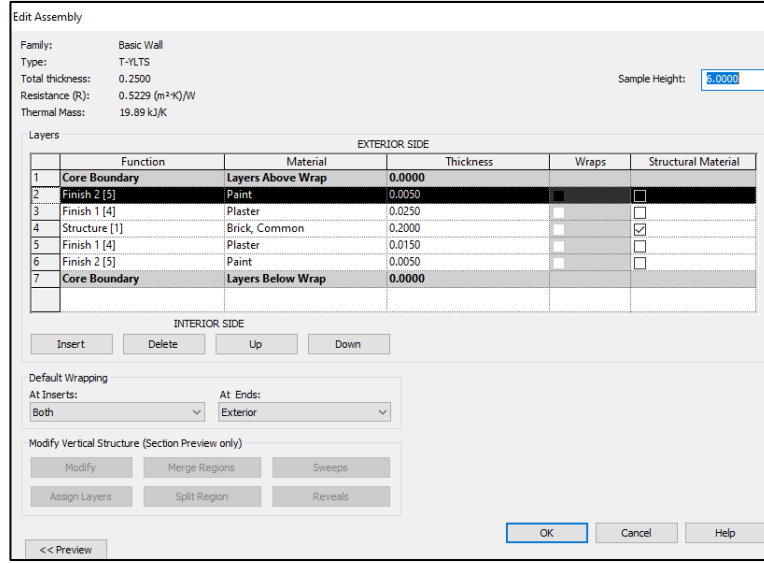 Edit Assembly
Family: Basic Wall
Type: T-YLTS
Total thickness: 0.2500 Sample Height: 6.0000
Resistance (R): 0.5229 (m²·K)/W
Thermal Mass: 19.89 kJ/K
Layers
EXTERIOR SIDE
Function Material Thickness Wraps Structural Material
1 Core Boundary Layers Above Wrap 0.0000
2 Finish 2 [5] Paint 0.0050
3 Finish 1 [4] Plaster 0.0250
4 Structure [1] Brick, Common 0.2000
5 Finish 1 [4] Plaster 0.0150
6 Finish 2 [5] Paint 0.0050
7 Core Boundary Layers Below Wrap 0.0000
INTERIOR SIDE
Insert Delete Up Down
Default Wrapping
At Inserts: At Ends:
Both Exterior
Modify Vertical Structure (Section Preview only)
Modify Merge Regions Sweeps
Assign Layers Split Region Reveals
OK Cancel Help
<< Preview